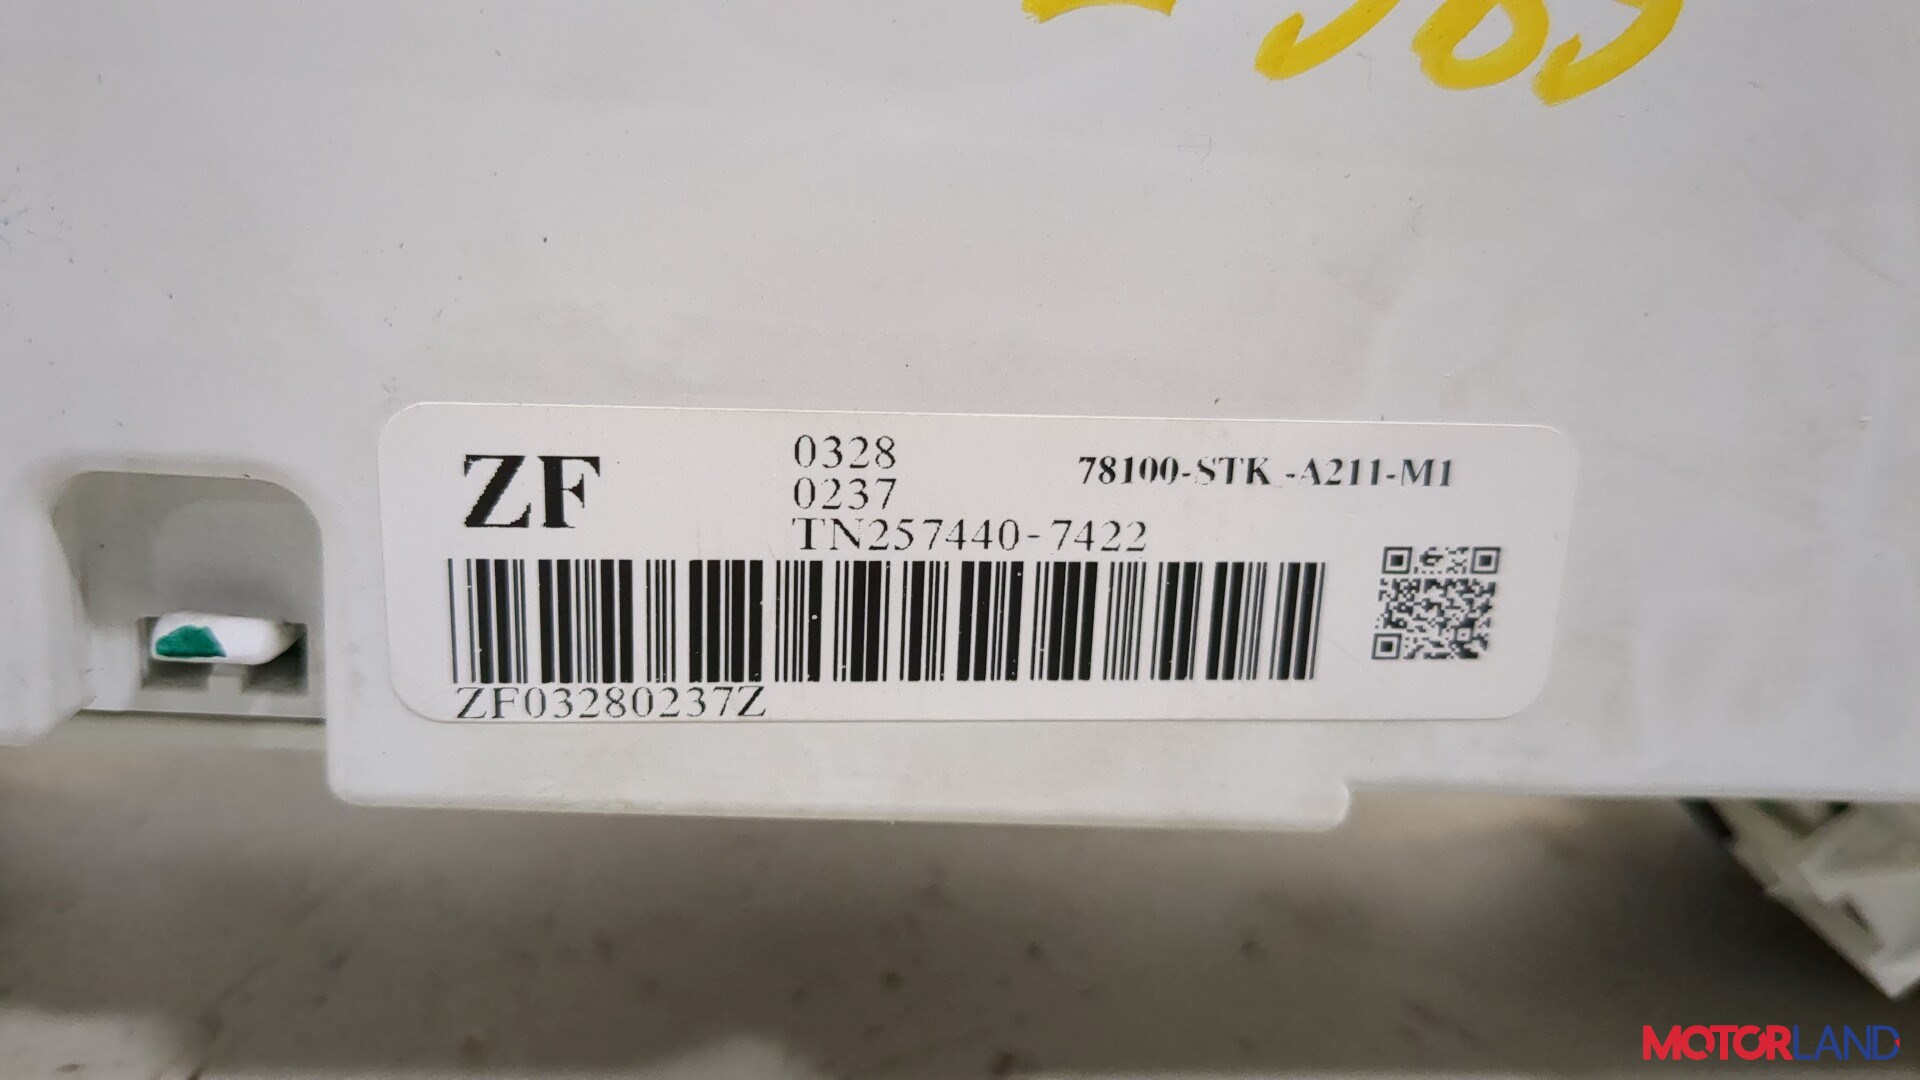 ZF
0328
0237
TN257440-7422
78100-STK -A211-M1
ZF03280237Z
MOTORLAND